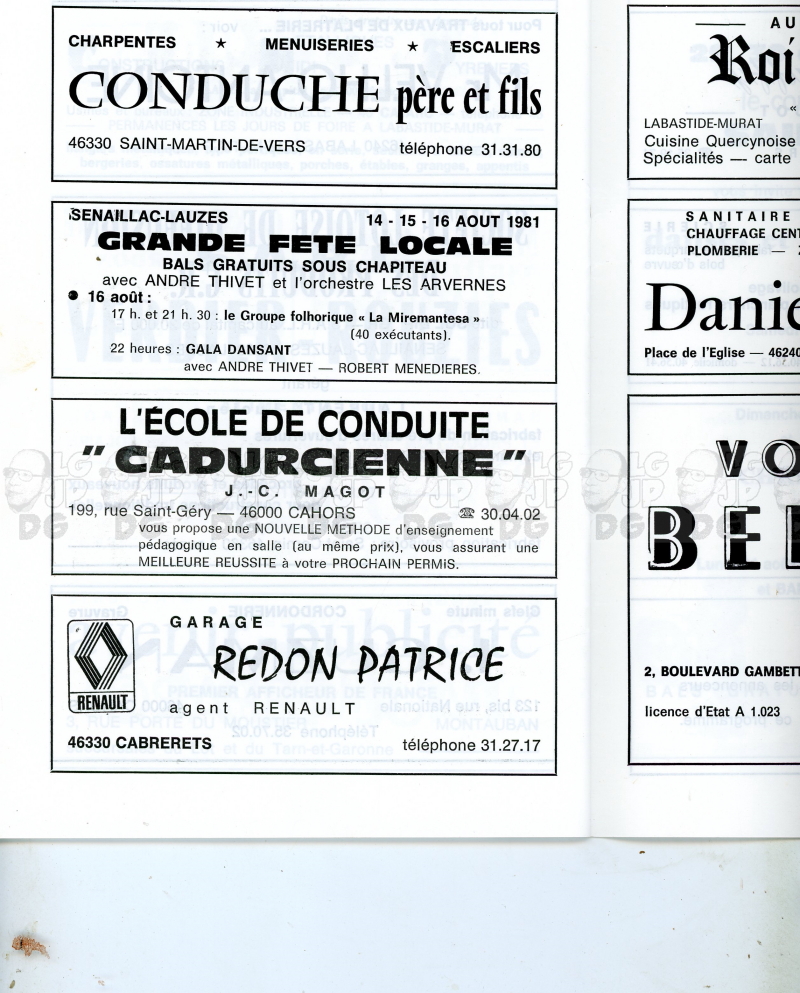 CHARPENTES ★ MENUISERIES ★ ESCALIERS
CONDUCHE père et fils
46330 SAINT-MARTIN-DE-VERS téléphone 31.31.80
SENAILLAC-LAUZES 14 - 15 - 16 AOUT 1981
GRANDE FETE LOCALE
BALS GRATUITS SOUS CHAPITEAU
avec ANDRE THIVET et l'orchestre LES ARVERNES
● 16 août :
17 h. et 21 h. 30 : le Groupe folhorique « La Miremantesa »
(40 exécutants).
22 heures : GALA DANSANT
avec ANDRE THIVET — ROBERT MENEDIERES.
L'ÉCOLE DE CONDUITE
" CADURCIENNE "
J.-C. MAGOT
199, rue Saint-Géry — 46000 CAHORS ☎ 30.04.02
vous propose une NOUVELLE METHODE d'enseignement
pédagogique en salle (au même prix), vous assurant une
MEILLEURE REUSSITE à votre PROCHAIN PERMiS.
GARAGE
REDON PATRICE
RENAULT
agent RENAULT
46330 CABRERETS téléphone 31.27.17
AU
Roi
«
LABASTIDE-MURAT
Cuisine Quercynoise
Spécialités — carte
SANITAIRE
CHAUFFAGE CENT
PLOMBERIE —
Danie
Place de l'Eglise — 46240
VO
BEL
2, BOULEVARD GAMBETT
licence d'Etat A 1.023
LG JP DG